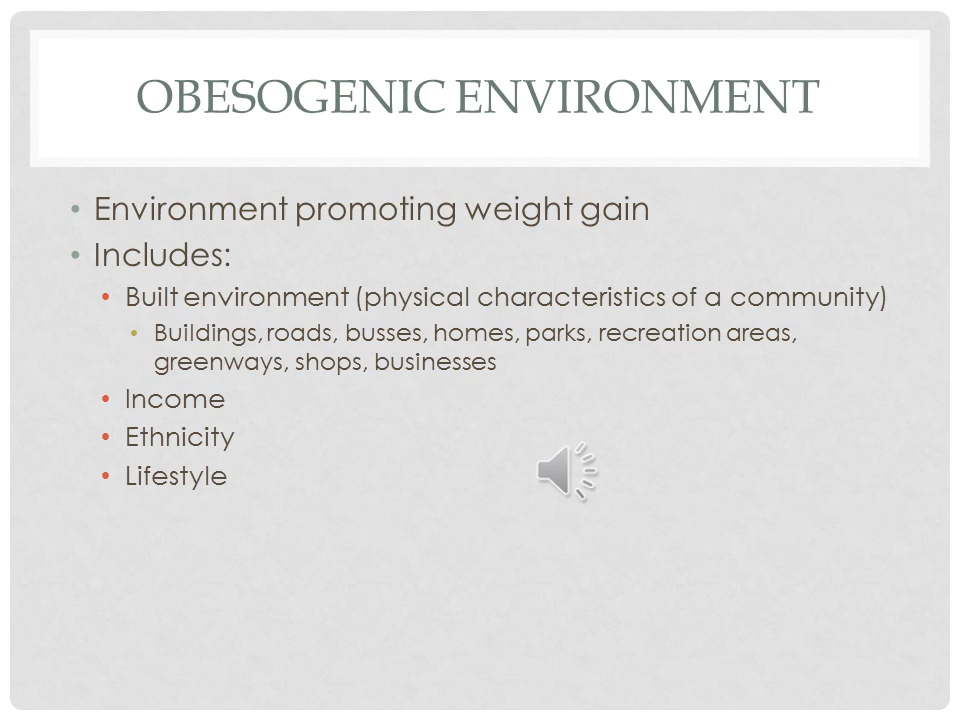 OBESOGENIC ENVIRONMENT
• Environment promoting weight gain
• Includes:
• Built environment (physical characteristics of a community)
• Buildings, roads, busses, homes, parks, recreation areas,
greenways, shops, businesses
• Income
• Ethnicity
• Lifestyle